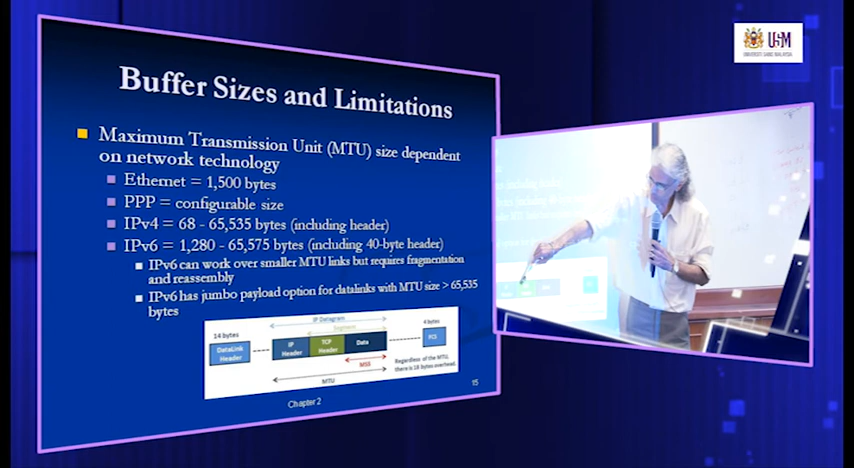 USM
UNIVERSITI SAINS MALAYSIA
Buffer Sizes and Limitations
Maximum Transmission Unit (MTU) size dependent
on network technology
Ethernet = 1,500 bytes
PPP = configurable size
IPv4 = 68 - 65,535 bytes (including header)
IPv6 = 1,280 - 65,575 bytes (including 40-byte header)
IPv6 can work over smaller MTU links but requires fragmentation
and reassembly
IPv6 has jumbo payload option for datalinks with MTU size > 65,535
bytes
IP Datagram
Segment
14 bytes
4 bytes
DataLink
Header
IP
Header
TCP
Header
Data
FCS
MSS
Regardless of the MTU,
there is 18 bytes overhead.
MTU
15
Chapter 2